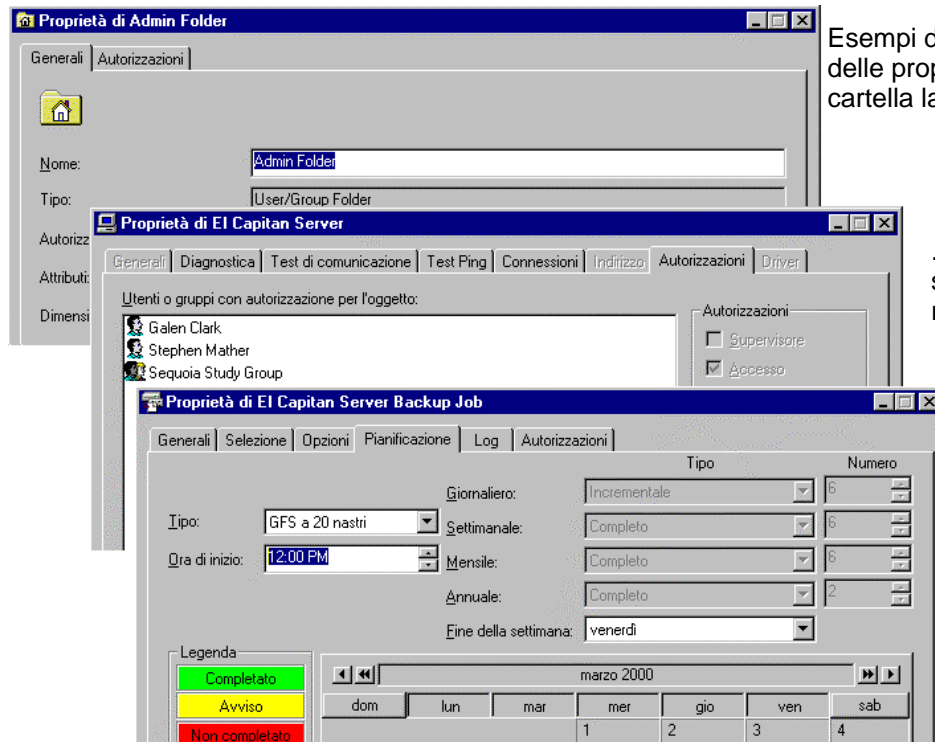 Proprietà di Admin Folder
Generali Autorizzazioni
Nome: Admin Folder
Tipo: User/Group Folder
Attributi:
Esempi
delle
cartella
Proprietà di El Capitan Server
Generali Diagnostica Test di comunicazione Test Ping Connessioni Indirizzo Autorizzazioni Driver
Utenti o gruppi con autorizzazione per l'oggetto:
Galen Clark
Stephen Mather
Sequoia Study Group
Autorizzazioni
Supervisore
Accesso
Proprietà di El Capitan Server Backup Job
Generali Selezione Opzioni Pianificazione Log Autorizzazioni
Tipo Numero
Giornaliero: Incrementale 6
Tipo: GFS a 20 nastri Settimanale: Completo 6
Ora di inizio: 12:00 PM Mensile: Completo 6
Annuale: Completo 2
Fine della settimana: venerdì
Legenda
Completato
Avviso
Non completato
marzo 2000
dom lun mar mer gio ven sab
1 2 3 4